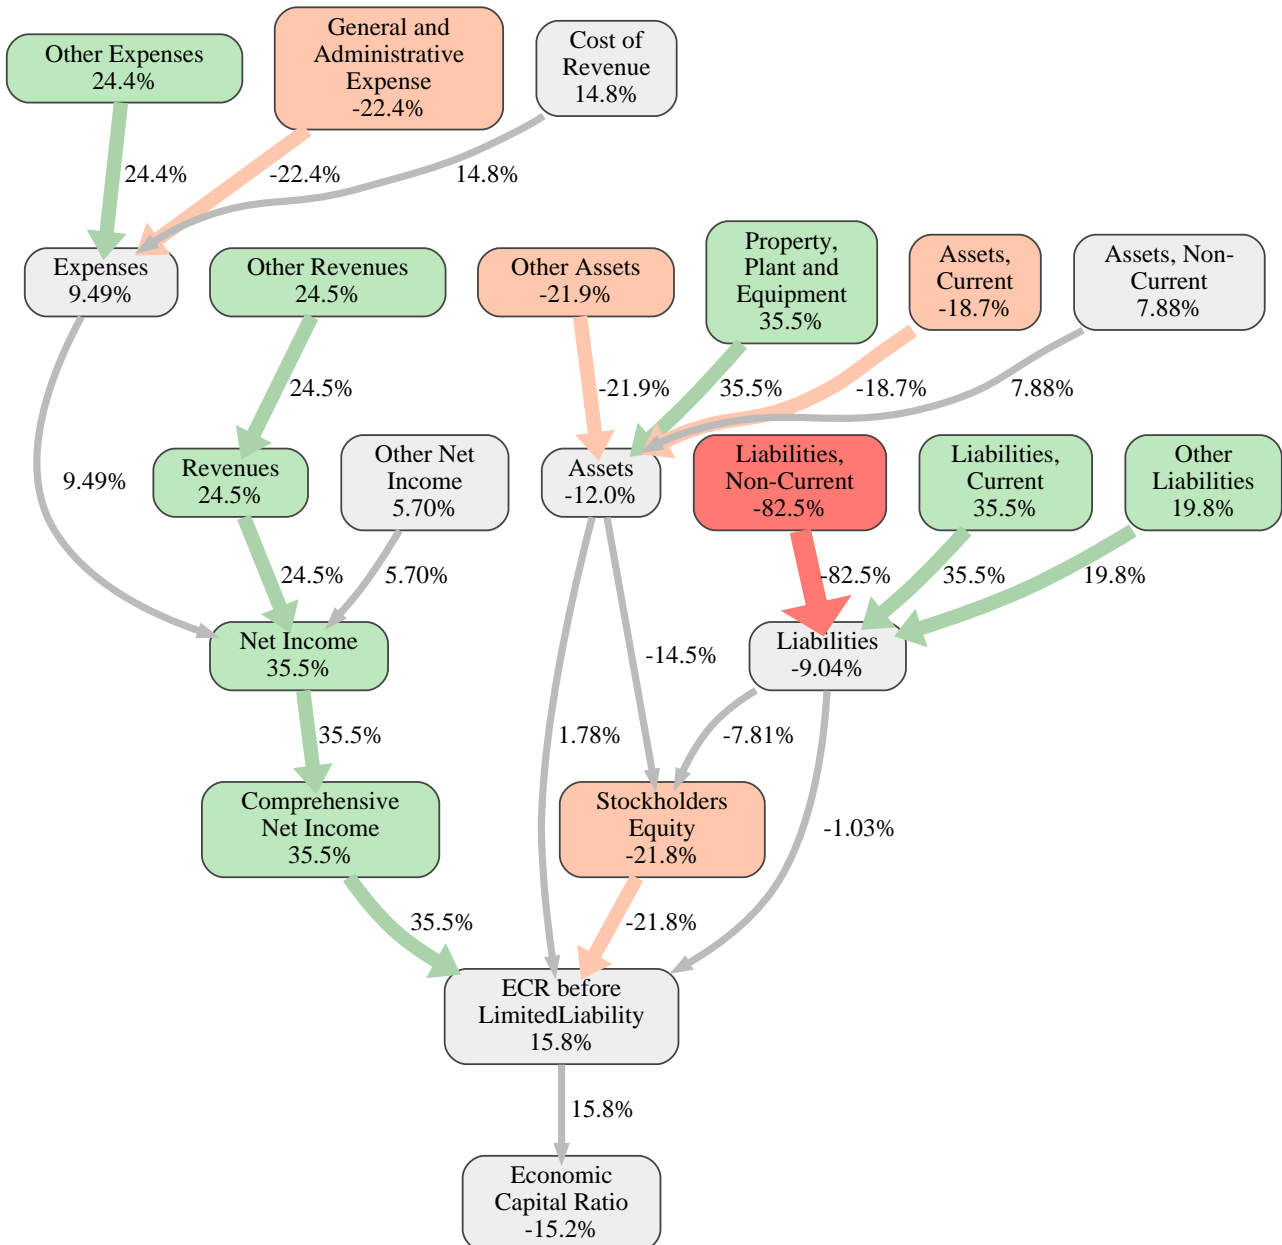 Other Expenses
24.4%
General and
Administrative
Expense
-22.4%
Cost of
Revenue
14.8%
24.4%
-22.4%
14.8%
Expenses
9.49%
Other Revenues
24.5%
Other Assets
-21.9%
Property,
Plant and
Equipment
35.5%
Assets,
Current
-18.7%
Assets, Non-
Current
7.88%
24.5%
-21.9%
35.5%
-18.7%
7.88%
9.49%
Revenues
24.5%
Other Net
Income
5.70%
Assets
-12.0%
Liabilities,
Non-Current
-82.5%
Liabilities,
Current
35.5%
Other
Liabilities
19.8%
24.5%
5.70%
-82.5%
35.5%
19.8%
Net Income
35.5%
-14.5%
Liabilities
-9.04%
35.5%
1.78%
-7.81%
Comprehensive
Net Income
35.5%
Stockholders
Equity
-21.8%
-1.03%
35.5%
-21.8%
ECR before
LimitedLiability
15.8%
15.8%
Economic
Capital Ratio
-15.2%